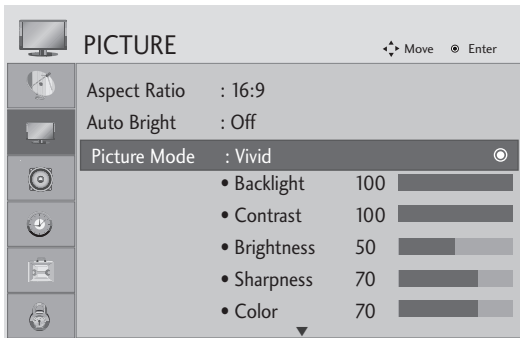 PICTURE Move Enter
Aspect Ratio : 16:9
Auto Bright : Off
Picture Mode : Vivid
• Backlight 100
• Contrast 100
• Brightness 50
• Sharpness 70
• Color 70